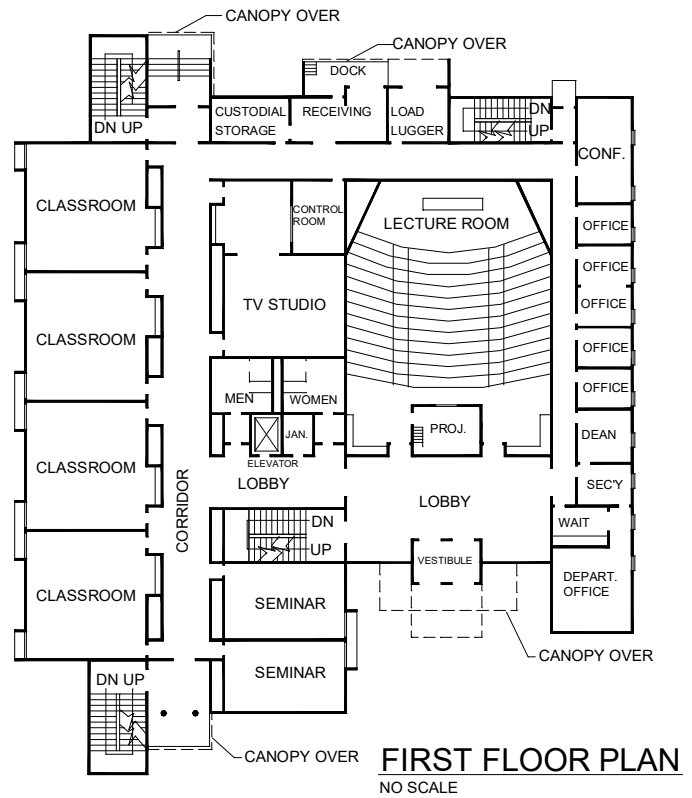 CANOPY OVER
CANOPY OVER
DOCK
DN UP
CUSTODIAL
STORAGE
RECEIVING
LOAD
LUGGER
DN
UP
CONF.
CLASSROOM
CONTROL
ROOM
LECTURE ROOM
OFFICE
OFFICE
TV STUDIO
OFFICE
CLASSROOM
OFFICE
OFFICE
MEN
WOMEN
JAN.
PROJ.
DEAN
ELEVATOR
CLASSROOM
LOBBY
LOBBY
SEC'Y
CORRIDOR
DN
UP
WAIT
VESTIBULE
DEPART.
OFFICE
CLASSROOM
SEMINAR
SEMINAR
CANOPY OVER
DN UP
CANOPY OVER
FIRST FLOOR PLAN
NO SCALE